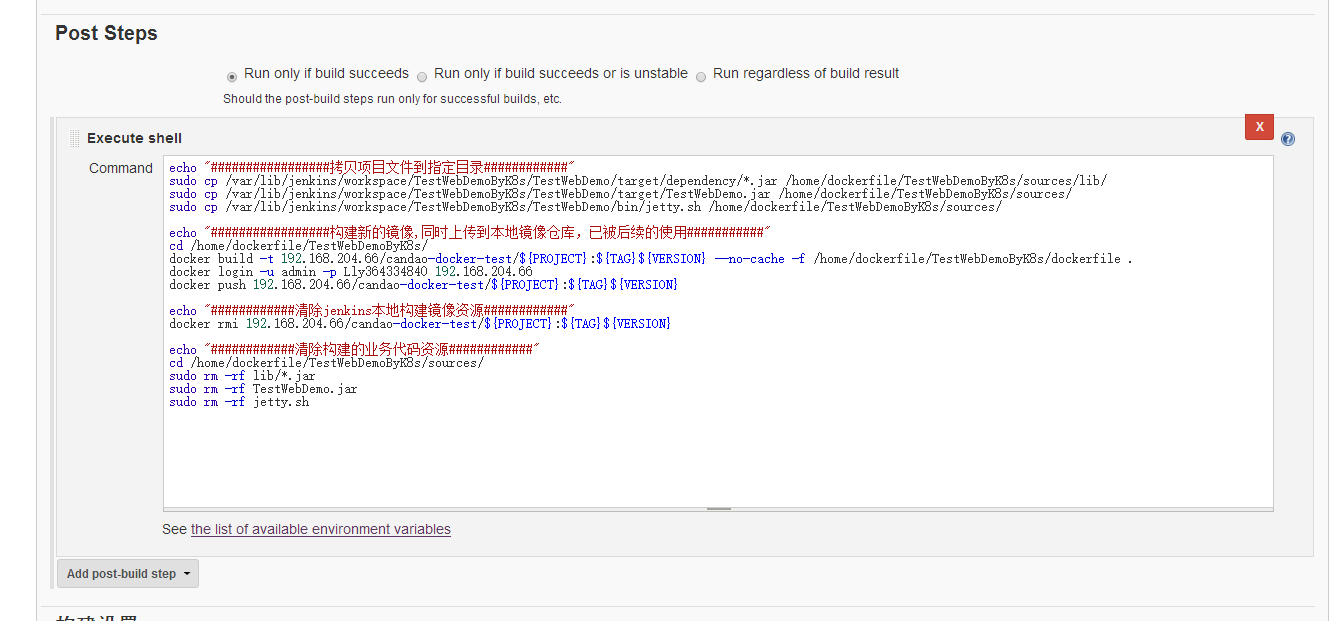 Post Steps
Run only if build succeeds Run only if build succeeds or is unstable Run regardless of build result
Should the post-build steps run only for successful builds, etc.
X
Execute shell
Command
echo "#################拷贝项目文件到指定目录############"
sudo cp /var/lib/jenkins/workspace/TestWebDemoByK8s/TestWebDemo/target/dependency/*.jar /home/dockerfile/TestWebDemoByK8s/sources/lib/
sudo cp /var/lib/jenkins/workspace/TestWebDemoByK8s/TestWebDemo/target/TestWebDemo.jar /home/dockerfile/TestWebDemoByK8s/sources/
sudo cp /var/lib/jenkins/workspace/TestWebDemoByK8s/TestWebDemo/bin/jetty.sh /home/dockerfile/TestWebDemoByK8s/sources/
echo "#################构建新的镜像,同时上传到本地镜像仓库，已被后续的使用###########"
cd /home/dockerfile/TestWebDemoByK8s/
docker build -t 192.168.204.66/candao-docker-test/${PROJECT}:${TAG}${VERSION} --no-cache -f /home/dockerfile/TestWebDemoByK8s/dockerfile .
docker login -u admin -p Lly364334840 192.168.204.66
docker push 192.168.204.66/candao-docker-test/${PROJECT}:${TAG}${VERSION}
echo "############清除jenkins本地构建镜像资源############"
docker rmi 192.168.204.66/candao-docker-test/${PROJECT}:${TAG}${VERSION}
echo "############清除构建的业务代码资源############"
cd /home/dockerfile/TestWebDemoByK8s/sources/
sudo rm -rf lib/*.jar
sudo rm -rf TestWebDemo.jar
sudo rm -rf jetty.sh
See the list of available environment variables
Add post-build step
构建设置